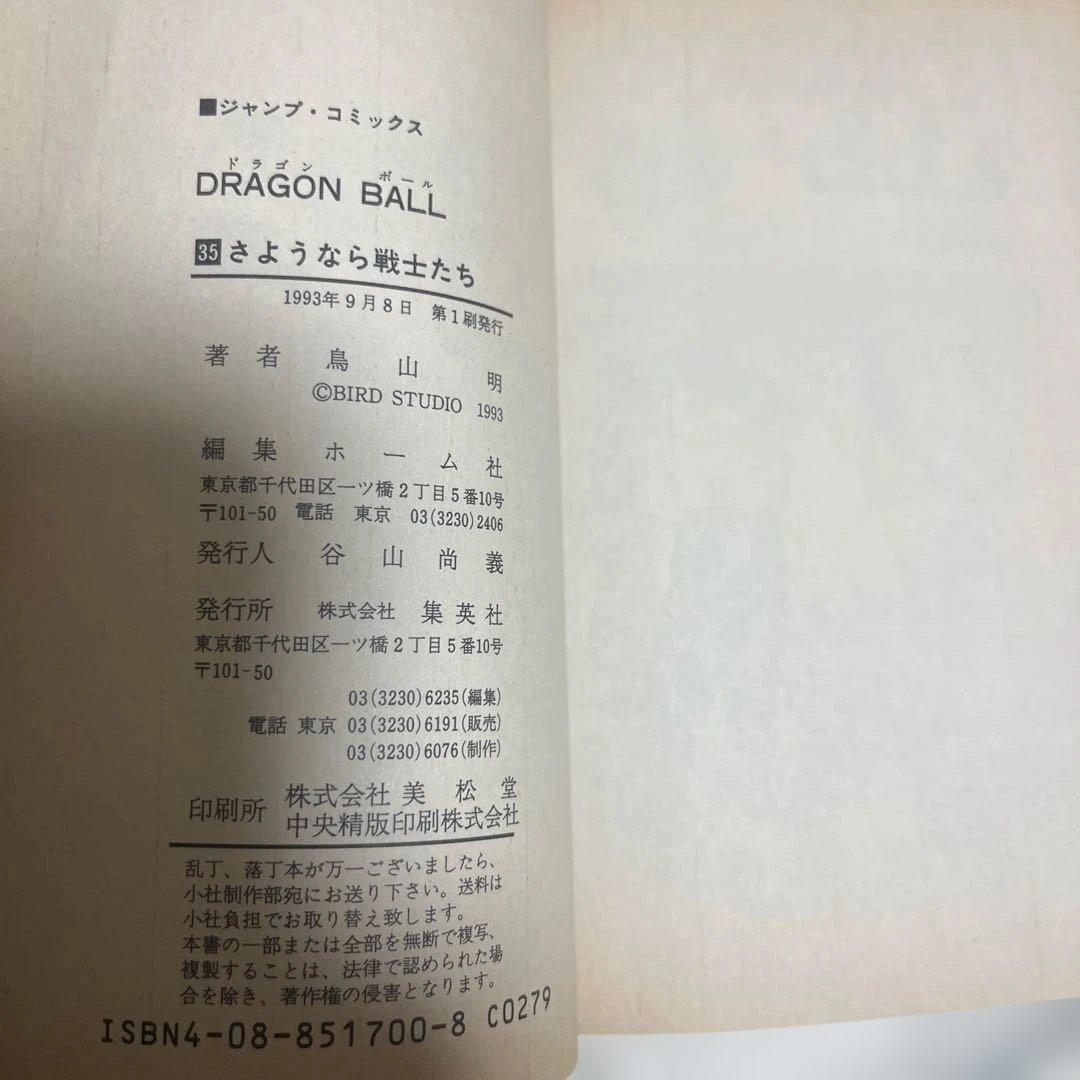 ■ジャンプ・コミックス
ドラゴン ボール
DRAGON BALL
35 さようなら戦士たち
1993年9月8日 第1刷発行
著者 鳥山明
©BIRD STUDIO 1993
編集 ホーム社
東京都千代田区一ツ橋2丁目5番10号
〒101-50 電話 東京 03(3230)2406
発行人 谷山尚義
発行所 株式会社 集英社
東京都千代田区一ツ橋2丁目5番10号
〒101-50
03(3230)6235(編集)
電話 東京 03(3230)6191(販売)
03(3230)6076(制作)
印刷所 株式会社 美松堂
中央精版印刷株式会社
乱丁、落丁本が万一ございましたら、
小社制作部宛にお送り下さい。送料は
小社負担でお取り替え致します。
本書の一部または全部を無断で複写、
複製することは、法律で認められた場
合を除き、著作権の侵害となります。
ISBN4-08-851700-8 C0279